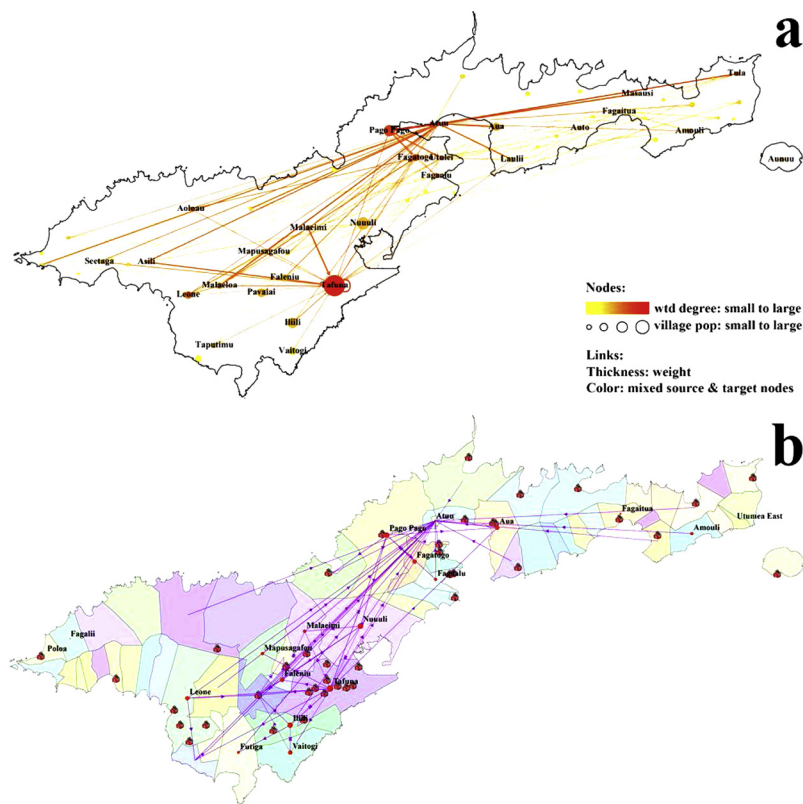 a
Tula
Masausi
Fagaitua
Atuu
Pago Pago
Aua
Auto
Amouli
Fagatogo
Utulei
Laulii
Aunuu
Fagaalu
Aoloau
Nuuuli
Malaeimi
Mapusagafou
Seetaga
Asili
Faleniu
Malaeloa
Tafuna
Leone
Pavaiai
Iliili
Taputimu
Vaitogi
Nodes:
wtd degree: small to large
village pop: small to large
Links:
Thickness: weight
Color: mixed source & target nodes
b
Fagaitua
Atuu
Utumea East
Pago Pago
Aua
Amouli
Fagatogo
Fagaalu
Nuuuli
Malaeimi
Fagalii
Poloa
Mapusagafou
Faleniu
Tafuna
Leone
Iliili
Futiga
Vaitogi